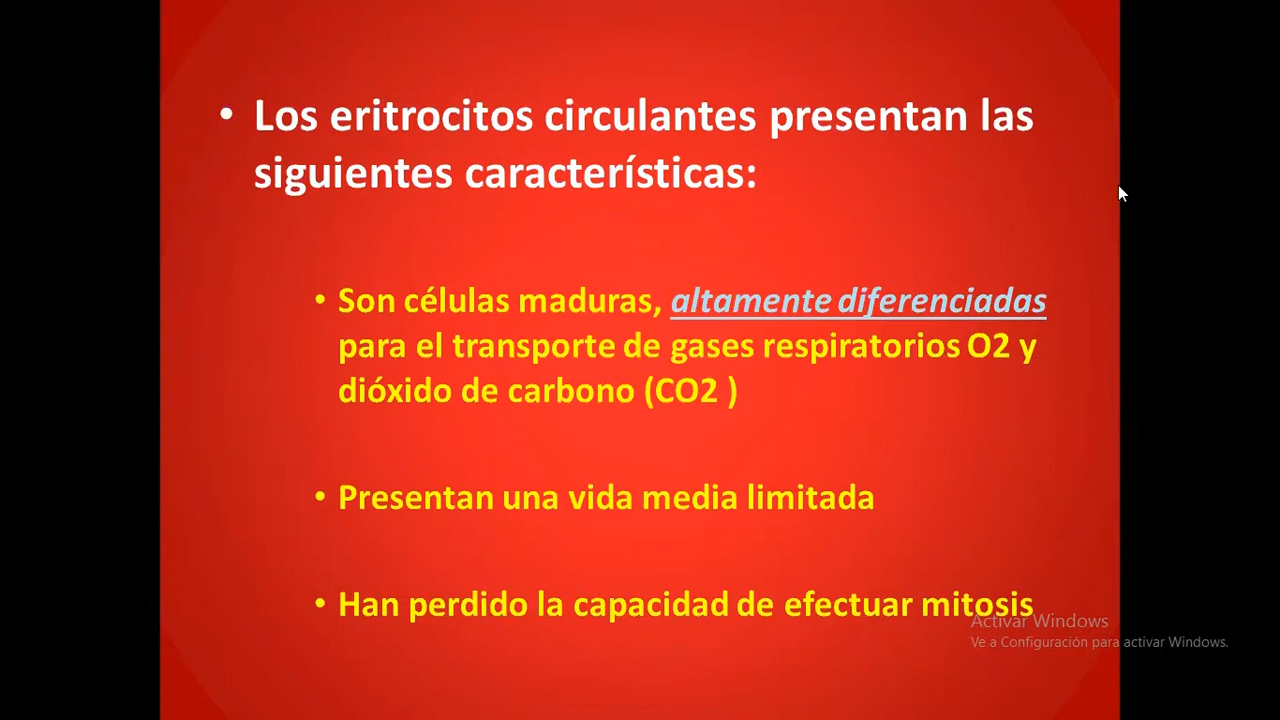 • Los eritrocitos circulantes presentan las
siguientes características:
• Son células maduras, altamente diferenciadas
para el transporte de gases respiratorios O2 y
dióxido de carbono (CO2 )
• Presentan una vida media limitada
• Han perdido la capacidad de efectuar mitosis
Activar Windows
Ve a Configuración para activar Windows.